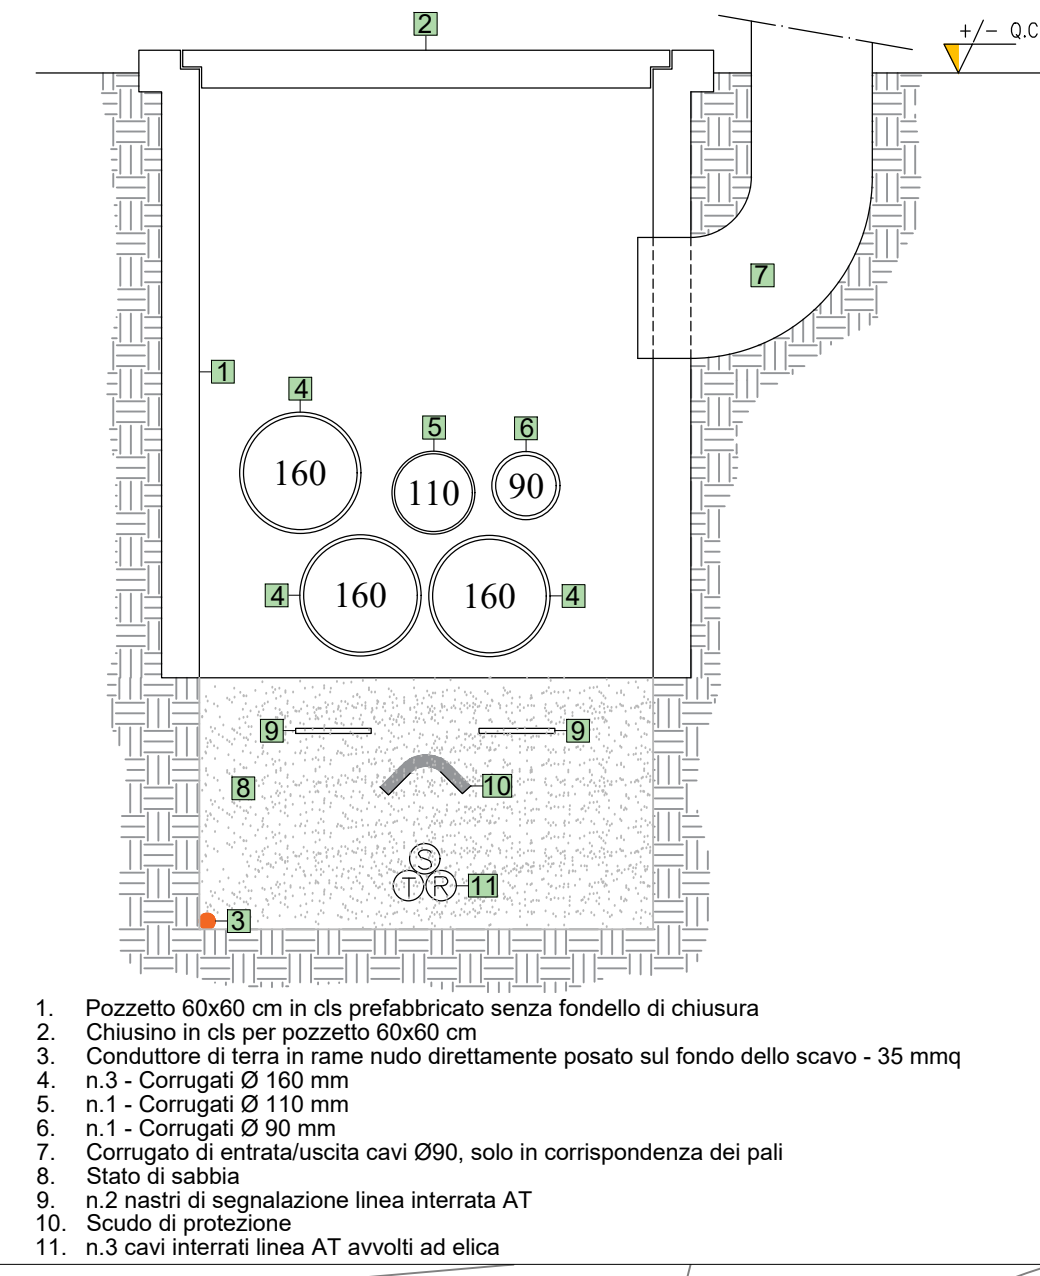 2
+/- Q.C
7
1
4
5
6
160
110
90
4
160
160
4
9
9
8
10
S
T R
11
3
1. Pozzetto 60x60 cm in cls prefabbricato senza fondello di chiusura
2. Chiusino in cls per pozzetto 60x60 cm
3. Conduttore di terra in rame nudo direttamente posato sul fondo dello scavo - 35 mmq
4. n.3 - Corrugati Ø 160 mm
5. n.1 - Corrugati Ø 110 mm
6. n.1 - Corrugati Ø 90 mm
7. Corrugato di entrata/uscita cavi Ø90, solo in corrispondenza dei pali
8. Stato di sabbia
9. n.2 nastri di segnalazione linea interrata AT
10. Scudo di protezione
11. n.3 cavi interrati linea AT avvolti ad elica